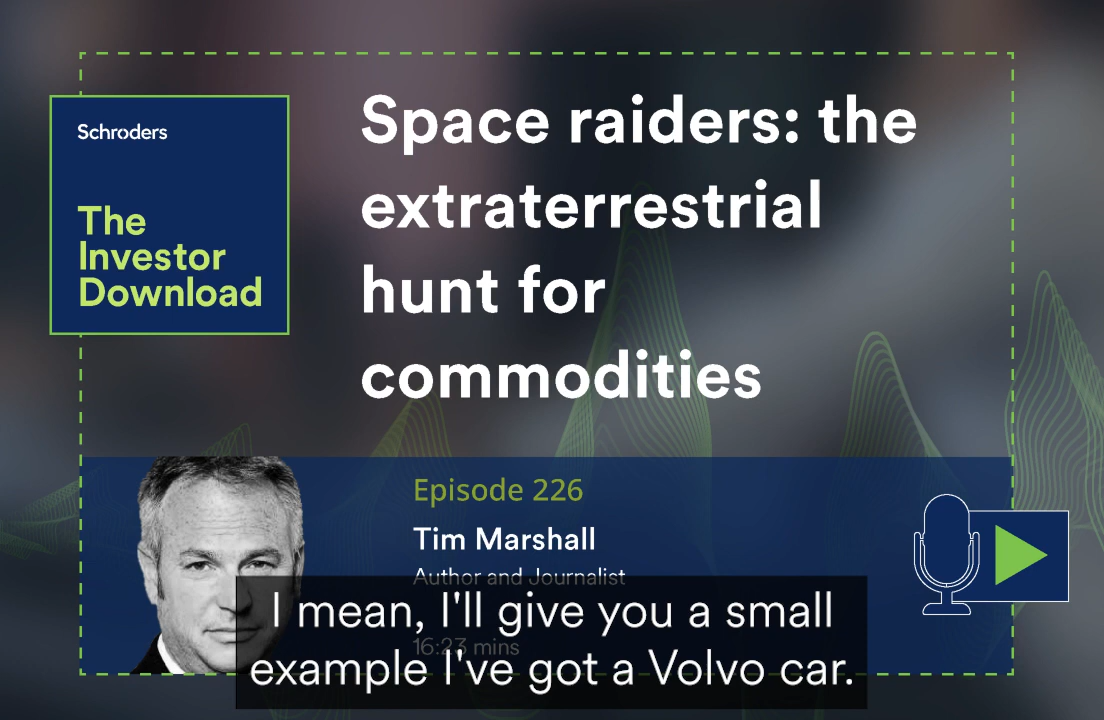 Schroders
The
Investor
Download
Space raiders: the
extraterrestrial
hunt for
commodities
Episode 226
Tim Marshall
Author and Journalist
16:23 mins
I mean, I'll give you a small
example I've got a Volvo car.